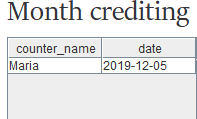 Month crediting
counter_name date
Maria 2019-12-05